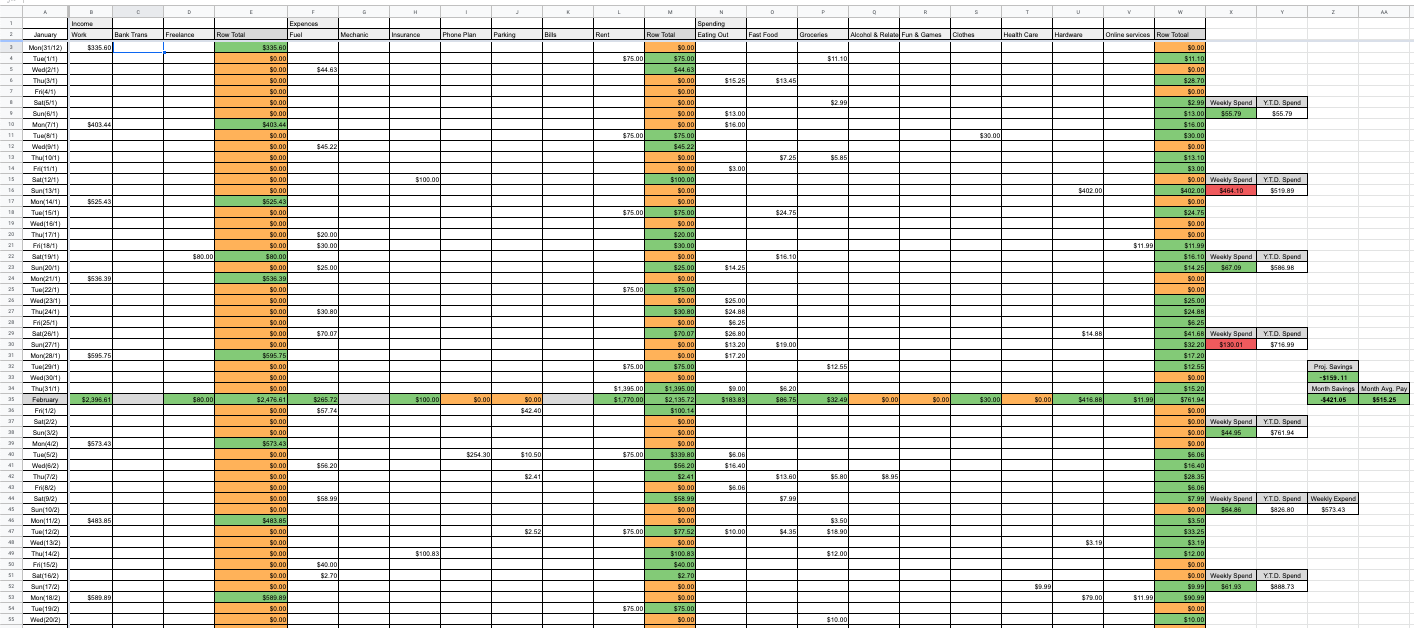 A B C D E F G H I J K L M N O P Q R S T U V W X Y Z AA
1 Income Expences Spending
2 January Work Bank Trans Freelance Row Total Fuel Mechanic Insurance Phone Plan Parking Bills Rent Row Total Eating Out Fast Food Groceries Alcohol & Relate Fun & Games Clothes Health Care Hardware Online services Row Totoal
3 Mon(31/12) $335.60 $335.60 $0.00 $0.00
4 Tue(1/1) $0.00 $75.00 $75.00 $11.10 $11.10
5 Wed(2/1) $0.00 $44.63 $44.63 $0.00
6 Thu(3/1) $0.00 $0.00 $15.25 $13.45 $28.70
7 Fri(4/1) $0.00 $0.00 $0.00
8 Sat(5/1) $0.00 $0.00 $2.99 $2.99 Weekly Spend Y.T.D. Spend
9 Sun(6/1) $0.00 $0.00 $13.00 $13.00 $55.79 $55.79
10 Mon(7/1) $403.44 $403.44 $0.00 $16.00 $16.00
11 Tue(8/1) $0.00 $75.00 $75.00 $30.00 $30.00
12 Wed(9/1) $0.00 $45.22 $45.22 $0.00
13 Thu(10/1) $0.00 $0.00 $7.25 $5.85 $13.10
14 Fri(11/1) $0.00 $0.00 $3.00 $3.00
15 Sat(12/1) $0.00 $100.00 $100.00 $0.00 Weekly Spend Y.T.D. Spend
16 Sun(13/1) $0.00 $0.00 $402.00 $402.00 $464.10 $519.89
17 Mon(14/1) $525.43 $525.43 $0.00 $0.00
18 Tue(15/1) $0.00 $75.00 $75.00 $24.75 $24.75
19 Wed(16/1) $0.00 $0.00 $0.00
20 Thu(17/1) $0.00 $20.00 $20.00 $0.00
21 Fri(18/1) $0.00 $30.00 $30.00 $11.99 $11.99
22 Sat(19/1) $80.00 $80.00 $0.00 $16.10 $16.10 Weekly Spend Y.T.D. Spend
23 Sun(20/1) $0.00 $25.00 $25.00 $14.25 $14.25 $67.09 $586.98
24 Mon(21/1) $536.39 $536.39 $0.00 $0.00
25 Tue(22/1) $0.00 $75.00 $75.00 $0.00
26 Wed(23/1) $0.00 $0.00 $25.00 $25.00
27 Thu(24/1) $0.00 $30.80 $30.80 $24.88 $24.88
28 Fri(25/1) $0.00 $0.00 $6.25 $6.25
29 Sat(26/1) $0.00 $70.07 $70.07 $26.80 $14.88 $41.68 Weekly Spend Y.T.D. Spend
30 Sun(27/1) $0.00 $0.00 $13.20 $19.00 $32.20 $130.01 $716.99
31 Mon(28/1) $595.75 $595.75 $0.00 $17.20 $17.20
32 Tue(29/1) $0.00 $75.00 $75.00 $12.55 $12.55 Proj. Savings
33 Wed(30/1) $0.00 $0.00 $0.00 -$159.11
34 Thu(31/1) $0.00 $1,395.00 $1,395.00 $9.00 $6.20 $15.20 Month Savings Month Avg. Pay
35 February $2,396.61 $80.00 $2,476.61 $265.72 $100.00 $0.00 $0.00 $1,770.00 $2,135.72 $183.83 $86.75 $32.49 $0.00 $0.00 $30.00 $0.00 $416.88 $11.99 $761.94 -$421.05 $515.25
36 Fri(1/2) $0.00 $57.74 $42.40 $100.14 $0.00
37 Sat(2/2) $0.00 $0.00 $0.00 Weekly Spend Y.T.D. Spend
38 Sun(3/2) $0.00 $0.00 $0.00 $44.95 $761.94
39 Mon(4/2) $573.43 $573.43 $0.00 $0.00
40 Tue(5/2) $0.00 $254.30 $10.50 $75.00 $339.80 $6.06 $6.06
41 Wed(6/2) $0.00 $56.20 $56.20 $16.40 $16.40
42 Thu(7/2) $0.00 $2.41 $2.41 $13.60 $5.80 $8.95 $28.35
43 Fri(8/2) $0.00 $0.00 $6.06 $6.06
44 Sat(9/2) $0.00 $58.99 $58.99 $7.99 $7.99 Weekly Spend Y.T.D. Spend Weekly Expend
45 Sun(10/2) $0.00 $0.00 $0.00 $64.86 $826.80 $573.43
46 Mon(11/2) $483.85 $483.85 $0.00 $3.50 $3.50
47 Tue(12/2) $0.00 $2.52 $75.00 $77.52 $10.00 $4.35 $18.90 $33.25
48 Wed(13/2) $0.00 $0.00 $3.19 $3.19
49 Thu(14/2) $0.00 $100.83 $100.83 $12.00 $12.00
50 Fri(15/2) $0.00 $40.00 $40.00 $0.00
51 Sat(16/2) $0.00 $2.70 $2.70 $0.00 Weekly Spend Y.T.D. Spend
52 Sun(17/2) $0.00 $0.00 $9.99 $9.99 $61.93 $888.73
53 Mon(18/2) $589.89 $589.89 $0.00 $79.00 $11.99 $90.99
54 Tue(19/2) $0.00 $75.00 $75.00 $0.00
55 Wed(20/2) $0.00 $0.00 $10.00 $10.00